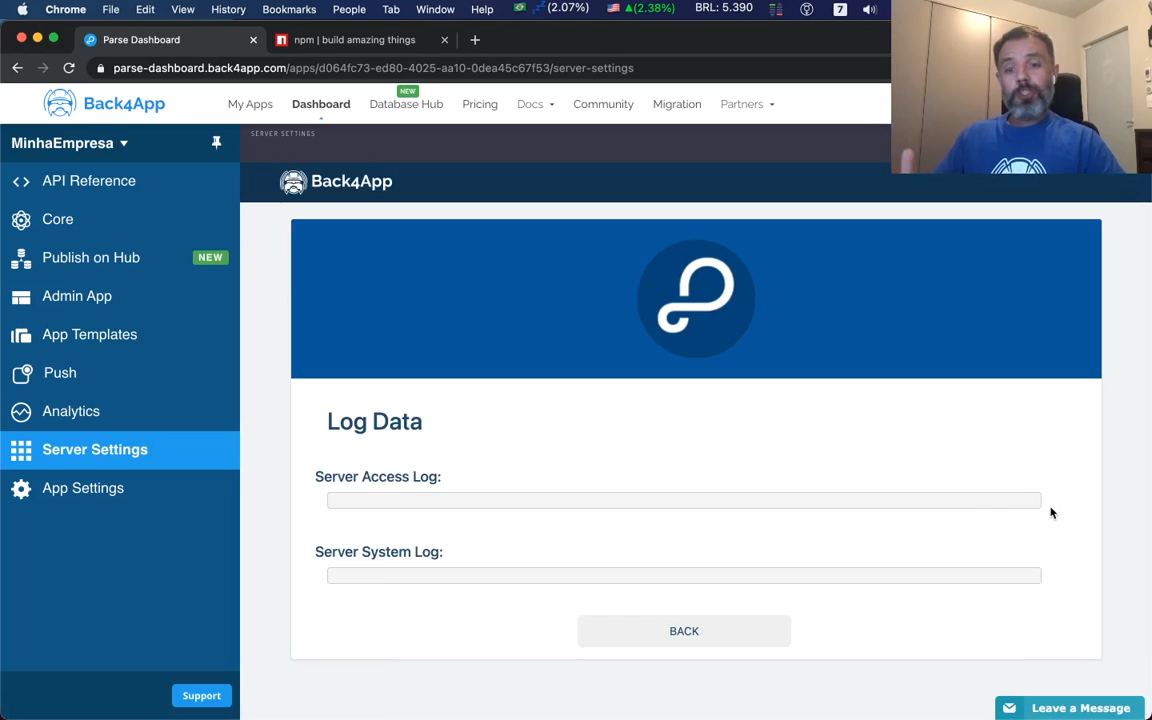 Chrome File Edit View History Bookmarks People Tab Window Help (2.07%) (2.38%) BRL: 5.390 7
Parse Dashboard npm | build amazing things
parse-dashboard.back4app.com/apps/d064fc73-ed80-4025-aa10-0dea45c67f53/server-settings
Back4App My Apps Dashboard NEW Database Hub Pricing Docs Community Migration Partners
MinhaEmpresa
SERVER SETTINGS
API Reference
Core
Publish on Hub NEW
Admin App
App Templates
Push
Analytics
Server Settings
App Settings
Support
Back4App
Log Data
Server Access Log:
Server System Log:
BACK
Leave a Message